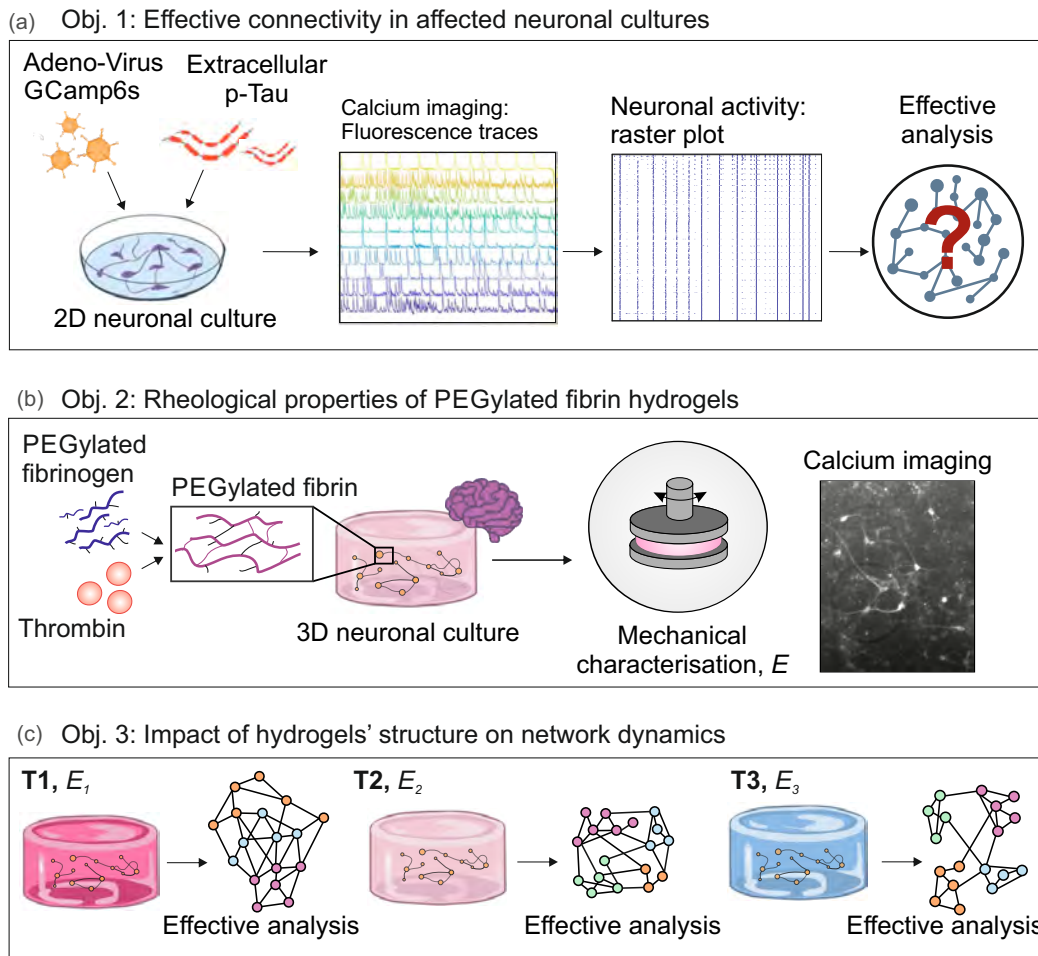 (a) Obj. 1: Effective connectivity in affected neuronal cultures
Adeno-Virus
GCamp6s
Extracellular
p-Tau
Calcium imaging:
Fluorescence traces
Neuronal activity:
raster plot
Effective
analysis
?
2D neuronal culture
(b) Obj. 2: Rheological properties of PEGylated fibrin hydrogels
PEGylated
fibrinogen
PEGylated fibrin
Calcium imaging
Thrombin
3D neuronal culture
Mechanical
characterisation, E
(c) Obj. 3: Impact of hydrogels' structure on network dynamics
T1, E1
T2, E2
T3, E3
Effective analysis
Effective analysis
Effective analysis